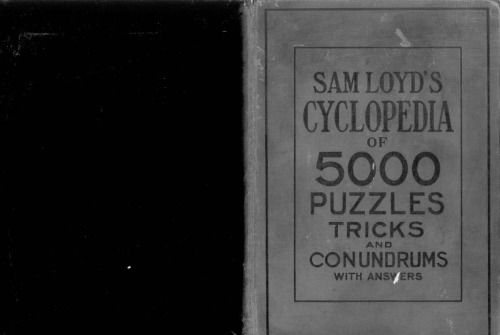 SAM LOYD'S
CYCLOPEDIA
OF
5000
PUZZLES
TRICKS
AND
CONUNDRUMS
WITH ANSWERS